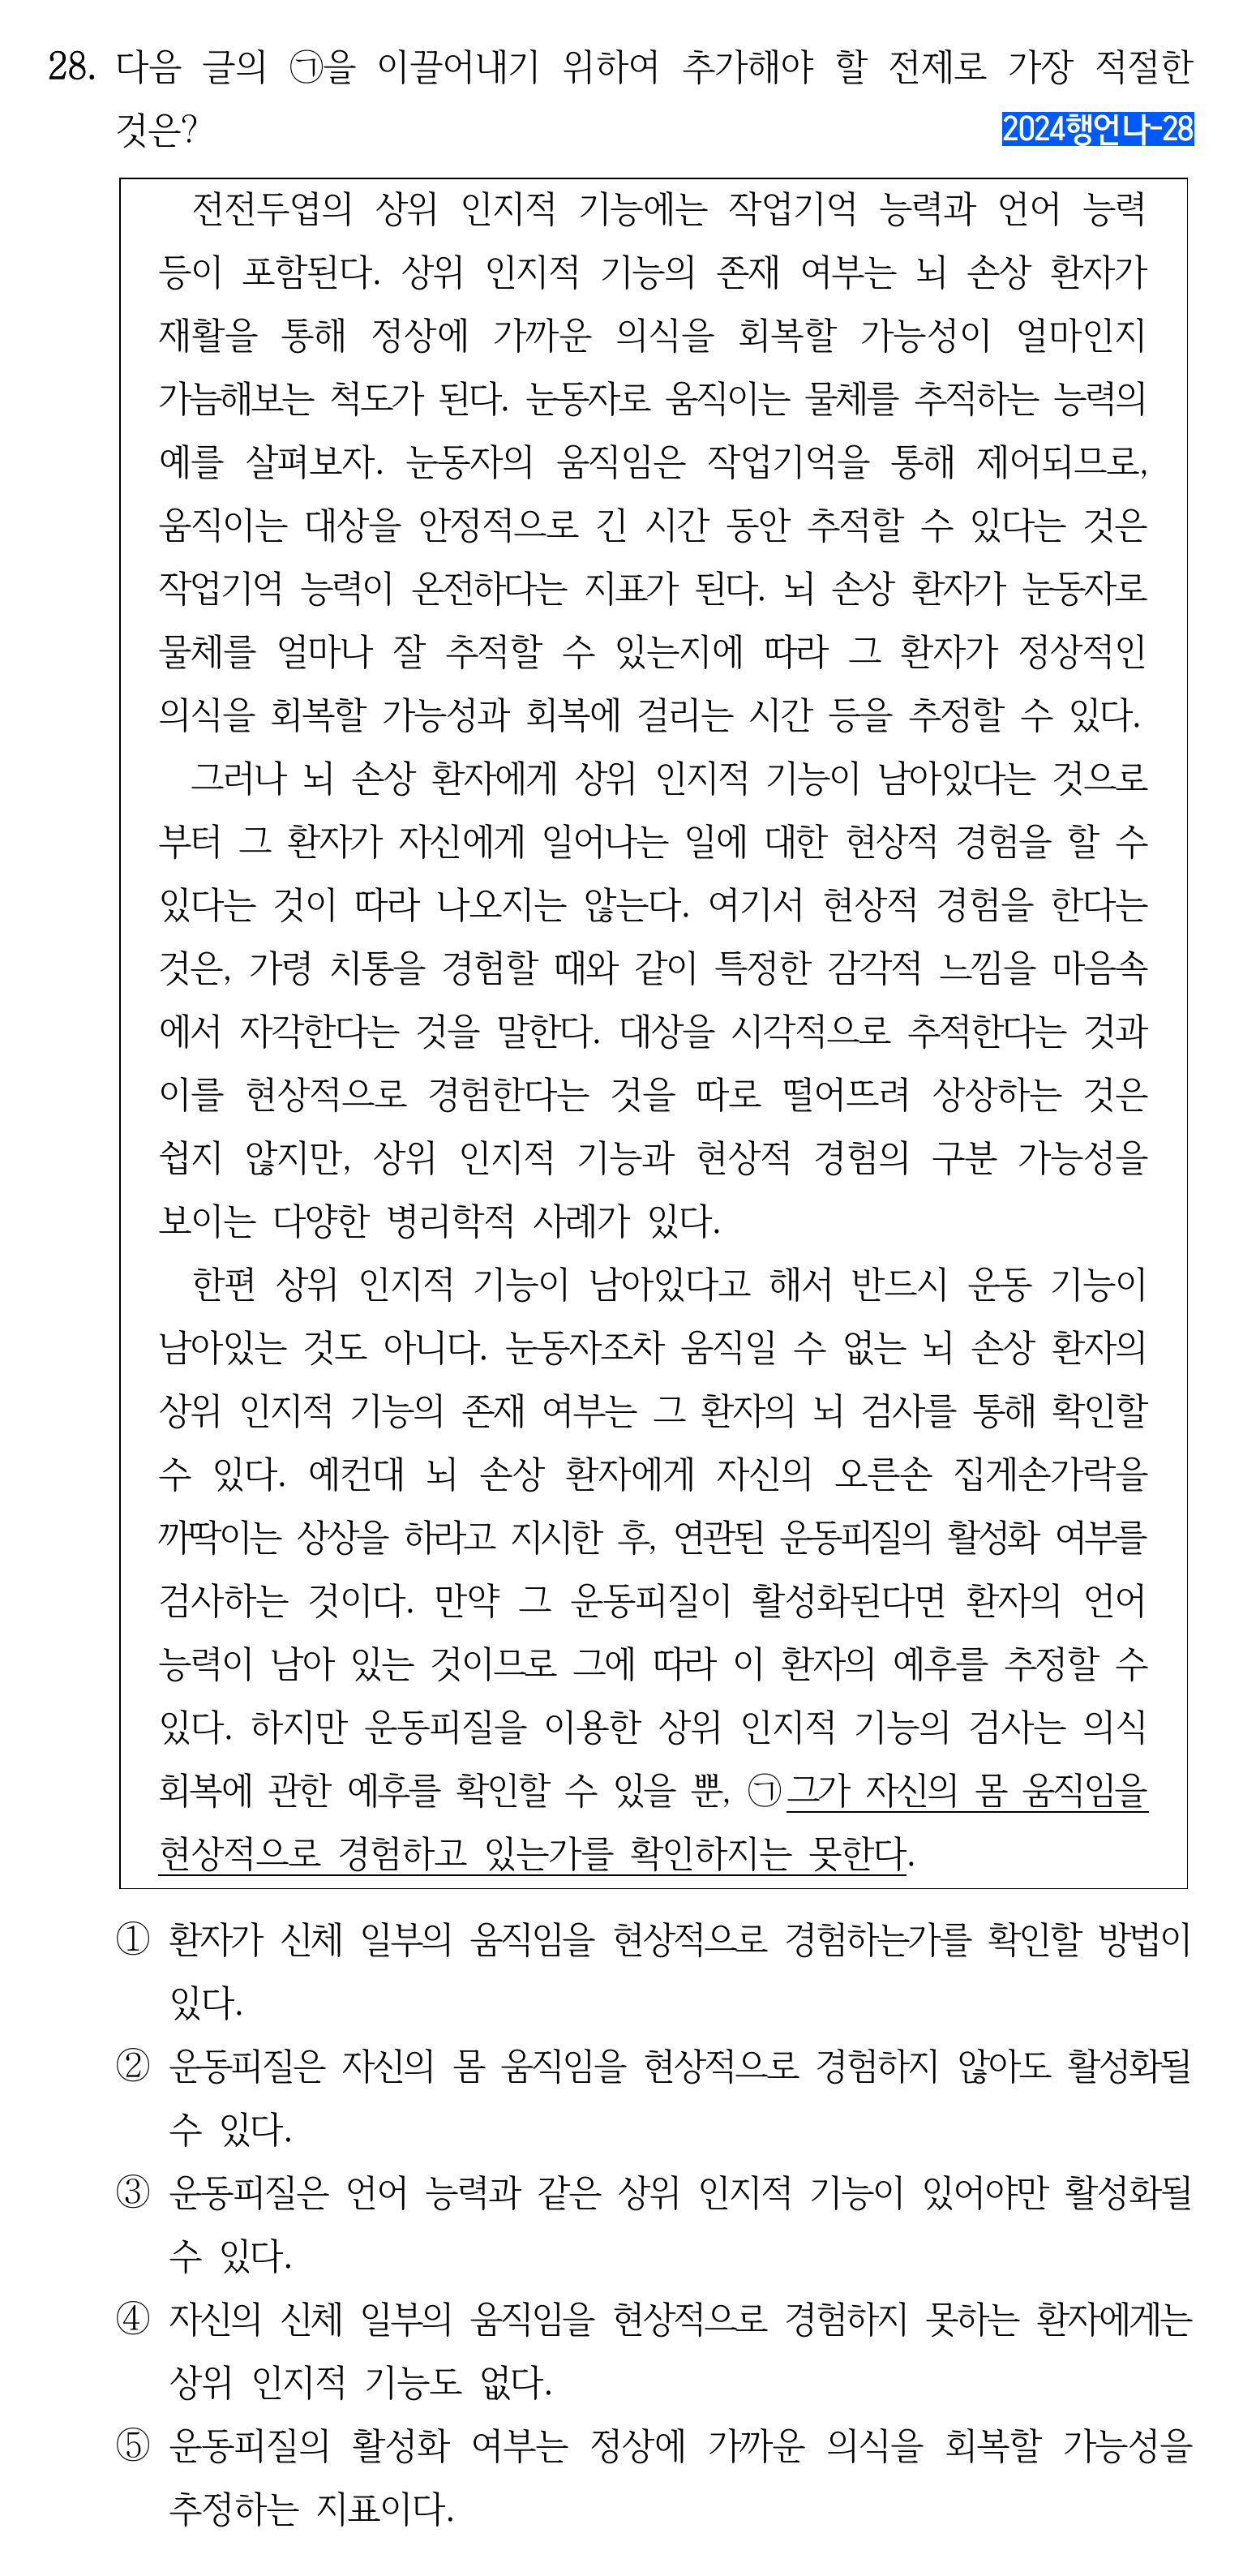 28. 다음 글의 ㉠을 이끌어내기 위하여 추가해야 할 전제로 가장 적절한
것은? 2024행언나-28
전전두엽의 상위 인지적 기능에는 작업기억 능력과 언어 능력
등이 포함된다. 상위 인지적 기능의 존재 여부는 뇌 손상 환자가
재활을 통해 정상에 가까운 의식을 회복할 가능성이 얼마인지
가늠해보는 척도가 된다. 눈동자로 움직이는 물체를 추적하는 능력의
예를 살펴보자. 눈동자의 움직임은 작업기억을 통해 제어되므로,
움직이는 대상을 안정적으로 긴 시간 동안 추적할 수 있다는 것은
작업기억 능력이 온전하다는 지표가 된다. 뇌 손상 환자가 눈동자로
물체를 얼마나 잘 추적할 수 있는지에 따라 그 환자가 정상적인
의식을 회복할 가능성과 회복에 걸리는 시간 등을 추정할 수 있다.
그러나 뇌 손상 환자에게 상위 인지적 기능이 남아있다는 것으로
부터 그 환자가 자신에게 일어나는 일에 대한 현상적 경험을 할 수
있다는 것이 따라 나오지는 않는다. 여기서 현상적 경험을 한다는
것은, 가령 치통을 경험할 때와 같이 특정한 감각적 느낌을 마음속
에서 자각한다는 것을 말한다. 대상을 시각적으로 추적한다는 것과
이를 현상적으로 경험한다는 것을 따로 떨어뜨려 상상하는 것은
쉽지 않지만, 상위 인지적 기능과 현상적 경험의 구분 가능성을
보이는 다양한 병리학적 사례가 있다.
한편 상위 인지적 기능이 남아있다고 해서 반드시 운동 기능이
남아있는 것도 아니다. 눈동자조차 움직일 수 없는 뇌 손상 환자의
상위 인지적 기능의 존재 여부는 그 환자의 뇌 검사를 통해 확인할
수 있다. 예컨대 뇌 손상 환자에게 자신의 오른손 집게손가락을
까딱이는 상상을 하라고 지시한 후, 연관된 운동피질의 활성화 여부를
검사하는 것이다. 만약 그 운동피질이 활성화된다면 환자의 언어
능력이 남아 있는 것이므로 그에 따라 이 환자의 예후를 추정할 수
있다. 하지만 운동피질을 이용한 상위 인지적 기능의 검사는 의식
회복에 관한 예후를 확인할 수 있을 뿐, ㉠그가 자신의 몸 움직임을
현상적으로 경험하고 있는가를 확인하지는 못한다.
① 환자가 신체 일부의 움직임을 현상적으로 경험하는가를 확인할 방법이
있다.
② 운동피질은 자신의 몸 움직임을 현상적으로 경험하지 않아도 활성화될
수 있다.
③ 운동피질은 언어 능력과 같은 상위 인지적 기능이 있어야만 활성화될
수 있다.
④ 자신의 신체 일부의 움직임을 현상적으로 경험하지 못하는 환자에게는
상위 인지적 기능도 없다.
⑤ 운동피질의 활성화 여부는 정상에 가까운 의식을 회복할 가능성을
추정하는 지표이다.